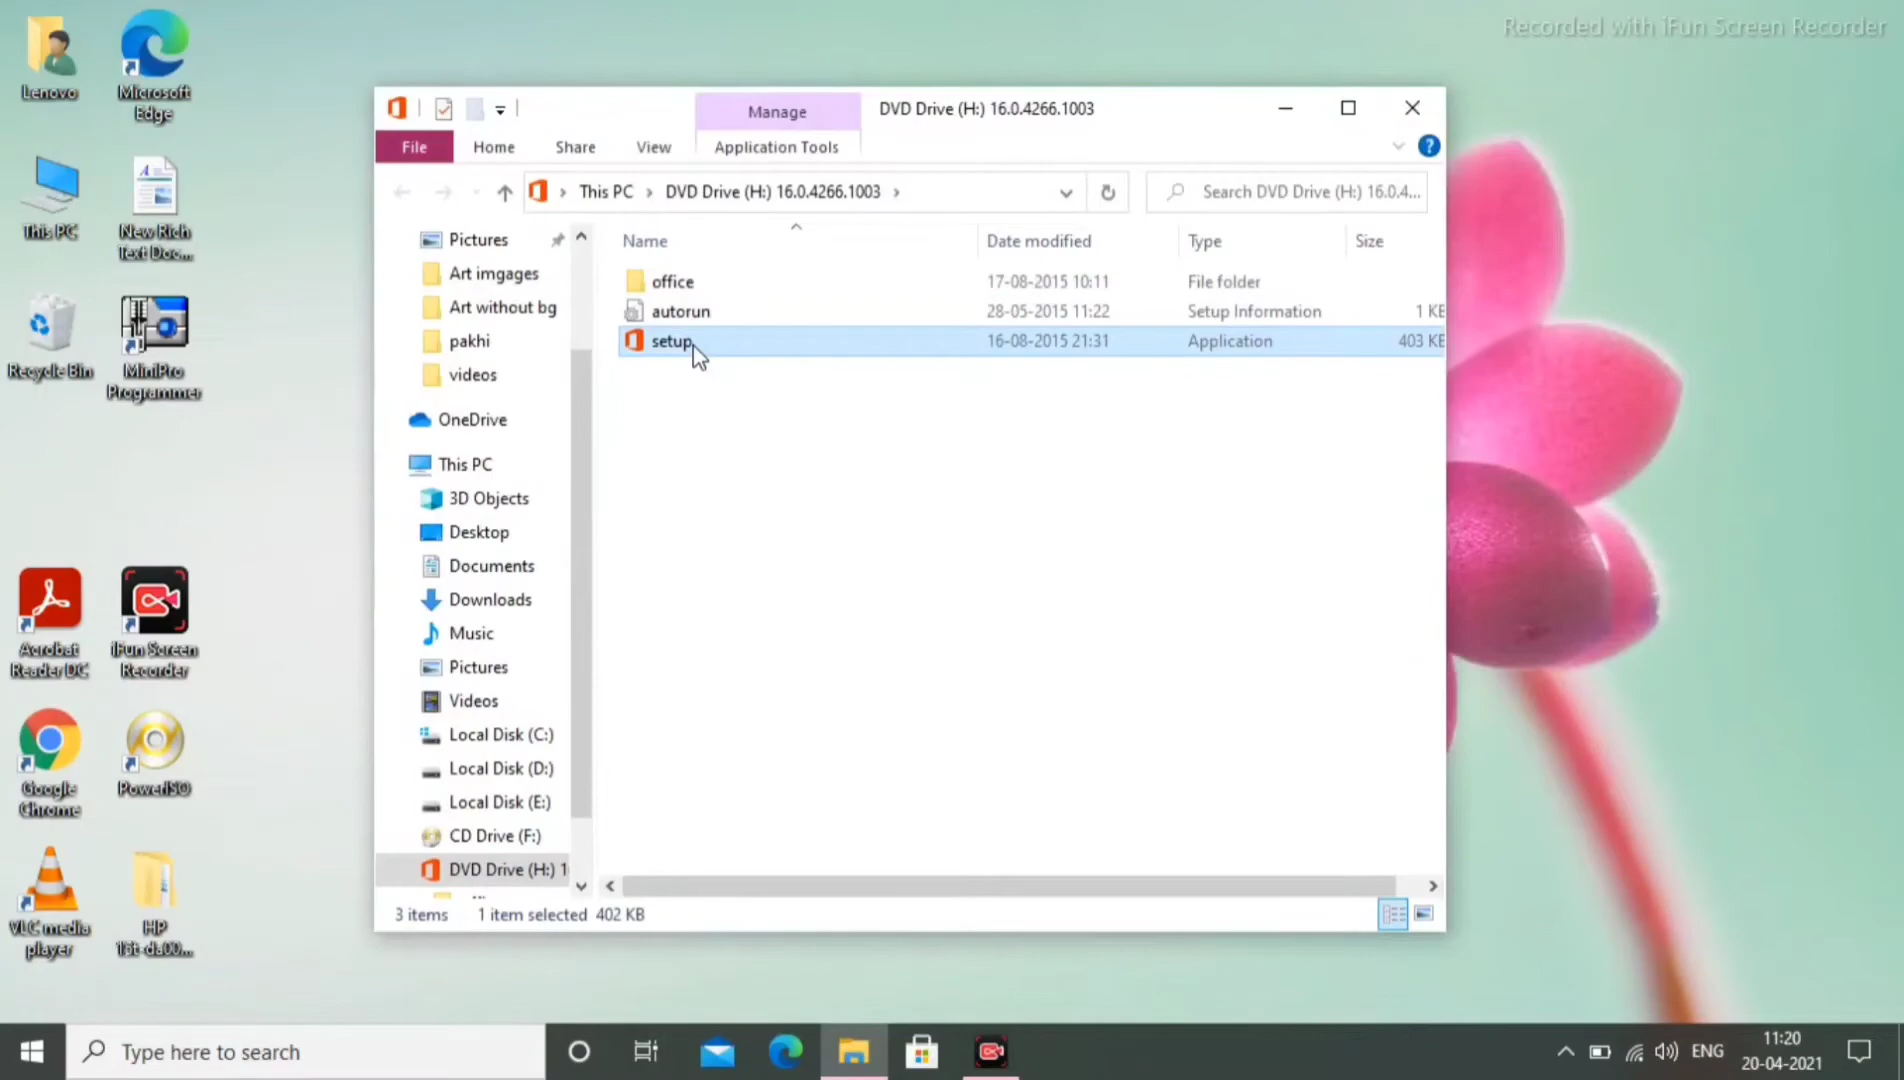 Recorded with iFun Screen Recorder
Lenovo
Microsoft
Edge
This PC
New Rich
Text Doc...
Recycle Bin
MiniPro
Programmer
Acrobat
Reader DC
iFun Screen
Recorder
Google
Chrome
PowerISO
VLC media
player
HP
15t-da00...
Manage
DVD Drive (H:) 16.0.4266.1003
File
Home
Share
View
Application Tools
?
This PC
DVD Drive (H:) 16.0.4266.1003
Search DVD Drive (H:) 16.0.4...
Pictures
Art imgages
Art without bg
pakhi
videos
OneDrive
This PC
3D Objects
Desktop
Documents
Downloads
Music
Pictures
Videos
Local Disk (C:)
Local Disk (D:)
Local Disk (E:)
CD Drive (F:)
DVD Drive (H:) 1
Name Date modified Type Size
office 17-08-2015 10:11 File folder
autorun 28-05-2015 11:22 Setup Information 1 KB
setup 16-08-2015 21:31 Application 403 KB
3 items 1 item selected 402 KB
Type here to search
ENG
11:20
20-04-2021